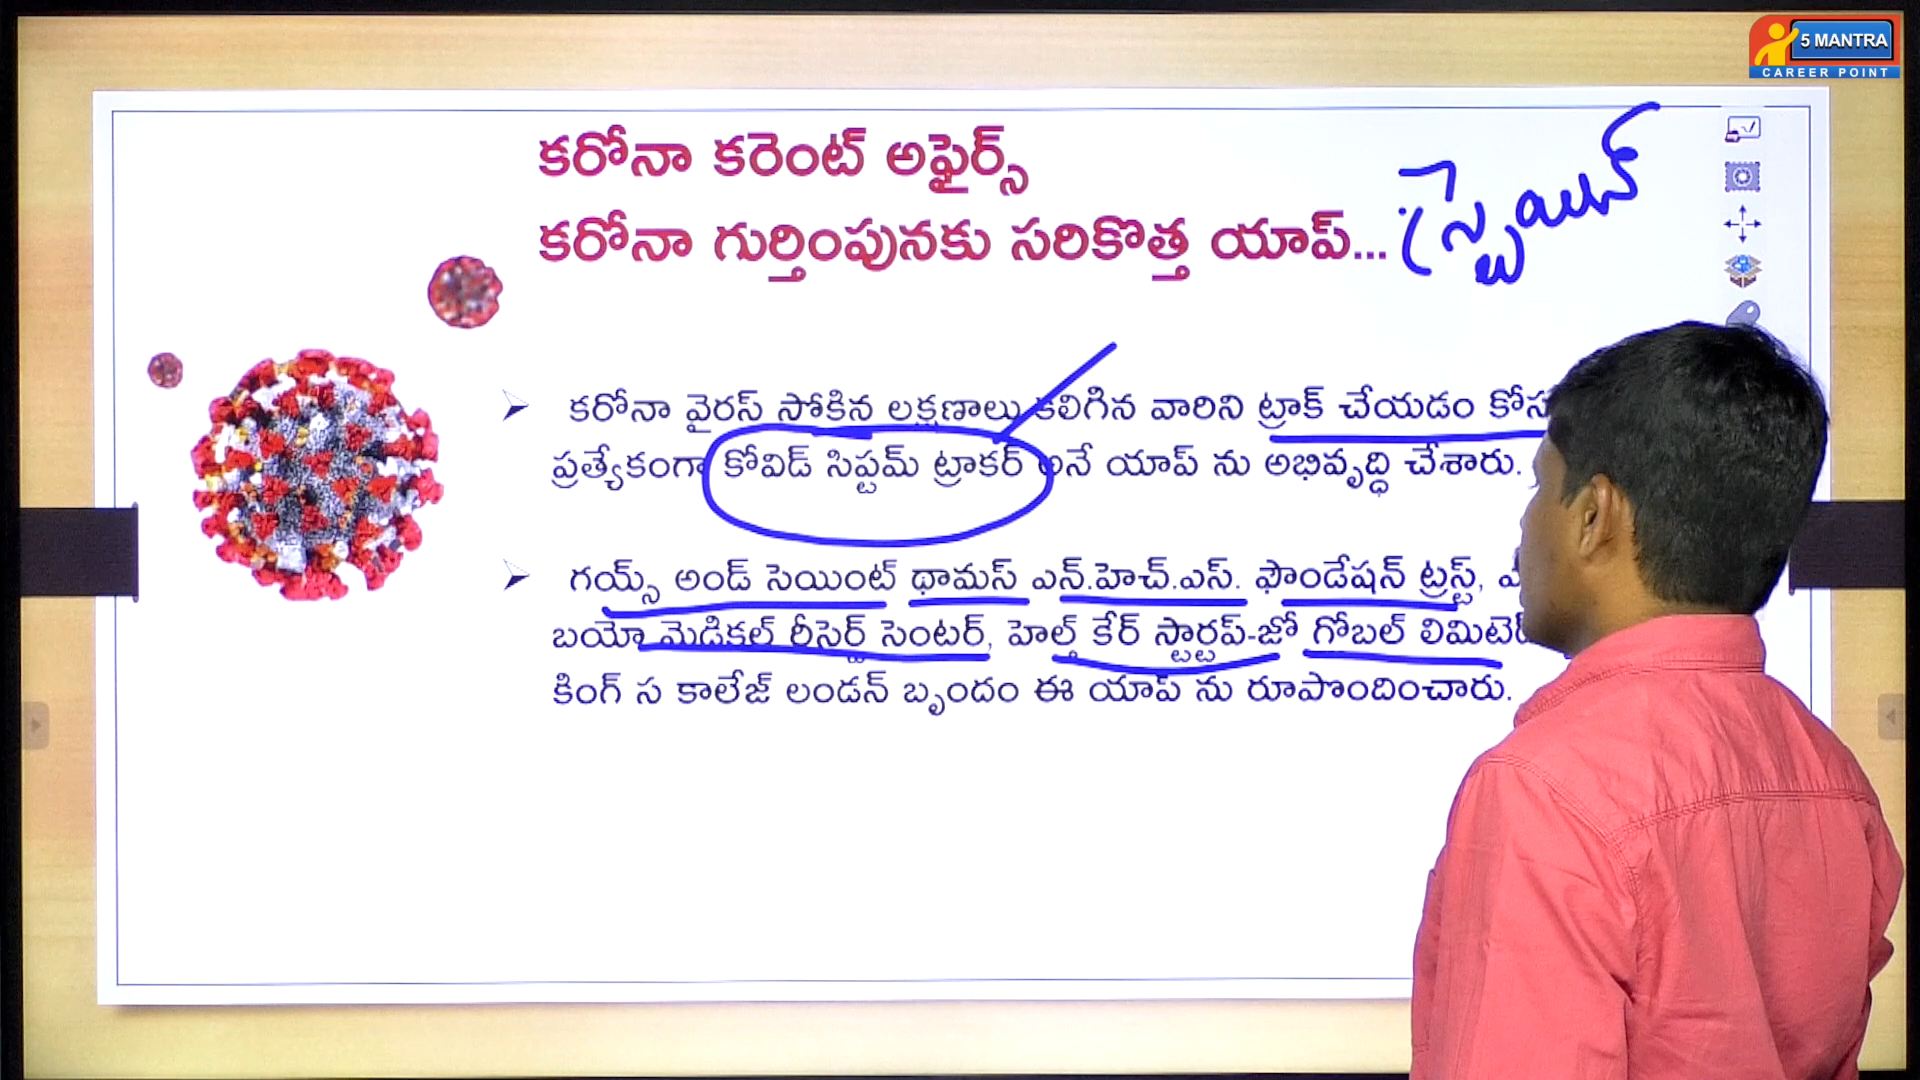 5 MANTRA
CAREER POINT
కరోనా కరెంట్ అఫైర్స్
కరోనా గుర్తింపునకు సరికొత్త యాప్...
కరోనా వైరస్ సోకిన లక్షణాలు కలిగిన వారిని ట్రాక్ చేయడం
ప్రత్యేకంగా కోవిడ్ సిప్టమ్ ట్రాకర్ అనే యాప్ ను అభివృద్ధి చేశారు.
గయ్స్ అండ్ సెయింట్ థామస్ ఎన్.హెచ్.ఎస్. ఫౌండేషన్ ట్రస్ట్,
బయో మెడికల్ రీసెర్చ్ సెంటర్, హెల్త్ కేర్ స్టార్టప్-జో గోబల్ లిమిటెడ్
కింగ్ స కాలేజ్ లండన్ బృందం ఈ యాప్ ను రూపొందించారు.